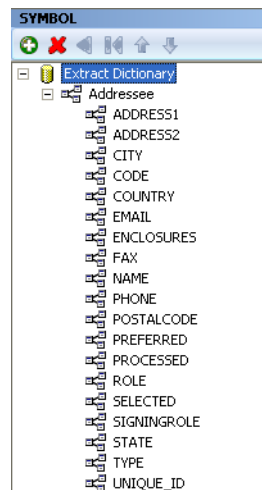 SYMBOL
Extract Dictionary
Addressee
ADDRESS1
ADDRESS2
CITY
CODE
COUNTRY
EMAIL
ENCLOSURES
FAX
NAME
PHONE
POSTALCODE
PREFERRED
PROCESSED
ROLE
SELECTED
SIGNINGROLE
STATE
TYPE
UNIQUE_ID